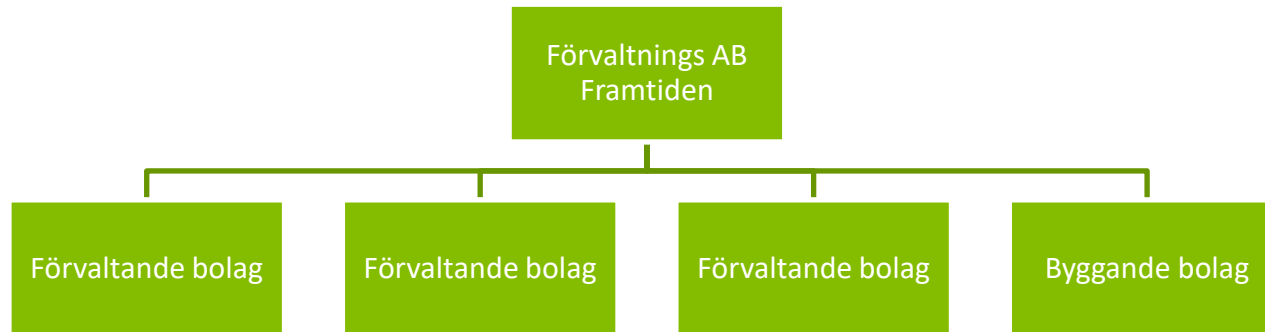 Förvaltnings AB
Framtiden
Förvaltande bolag
Förvaltande bolag
Förvaltande bolag
Byggande bolag